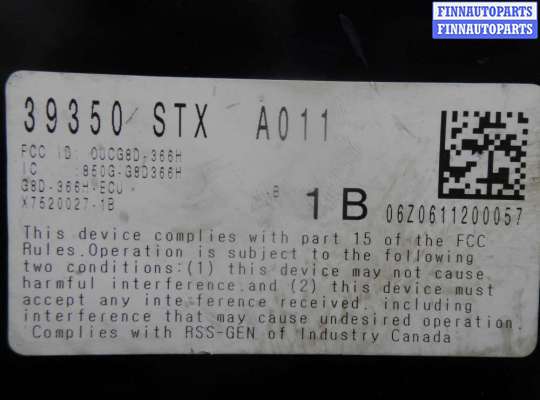 FINNAUTOPARTS
FINNAUTOPARTS
39350 STX A011
FCC ID: OUCG8D-366H
IC :850G-G8D366H
G8D-366H-ECU
X7520027-1B
B 1B 06Z0611200057
This device complies with part 15 of the FCC
Rules.Operation is subject to the following
two conditions:(1) this device may not cause
harmful interference.and (2) this device must
accept any inte ference received, including
interference that may cause undesired operation.
Complies with RSS-GEN of Industry Canada